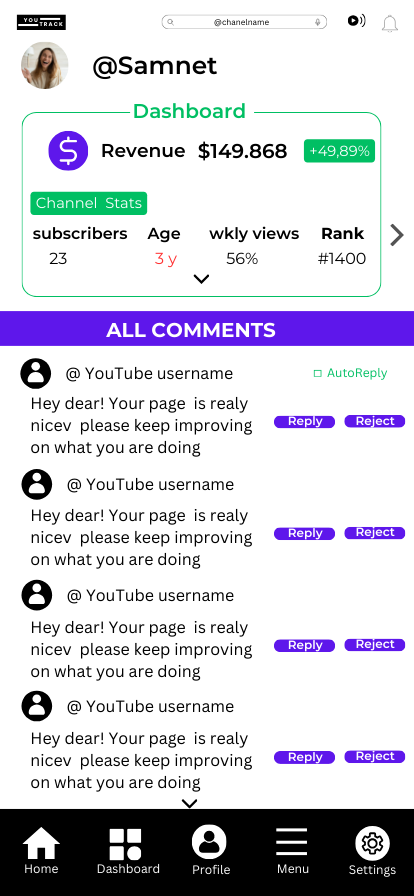 YOU
TRACK
@chanelname
@Samnet
Dashboard
Revenue $149.868 +49,89%
Channel Stats
subscribers Age wkly views Rank
23 3 y 56% #1400
ALL COMMENTS
@ YouTube username AutoReply
Hey dear! Your page is realy
nicev please keep improving
on what you are doing
Reply Reject
@ YouTube username
Hey dear! Your page is realy
nicev please keep improving
on what you are doing
Reply Reject
@ YouTube username
Hey dear! Your page is realy
nicev please keep improving
on what you are doing
Reply Reject
@ YouTube username
Hey dear! Your page is realy
nicev please keep improving
on what you are doing
Reply Reject
Home Dashboard Profile Menu Settings